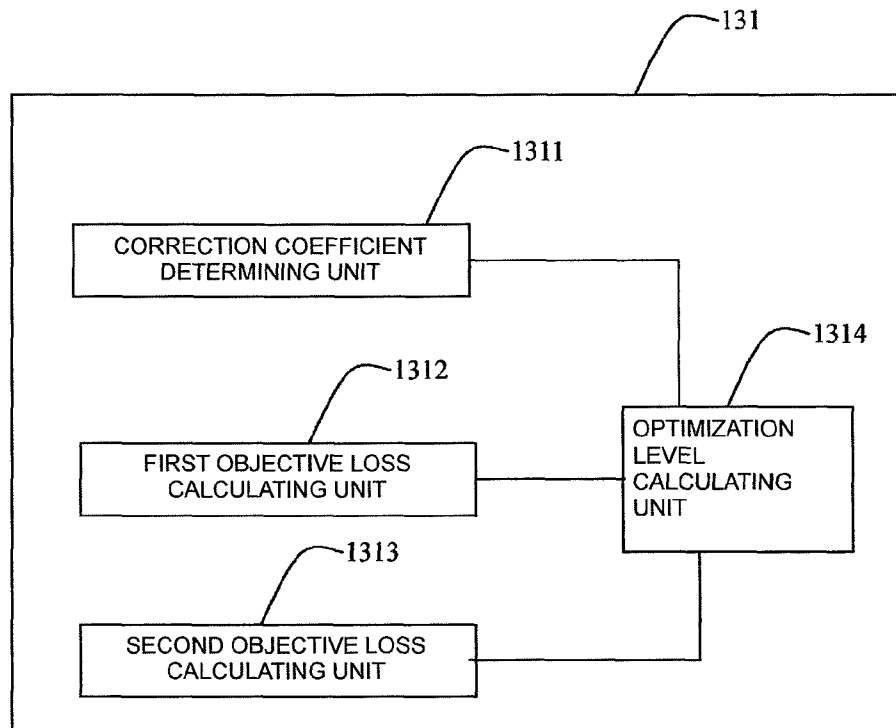 131
1311
CORRECTION COEFFICIENT
DETERMINING UNIT
1314
1312
OPTIMIZATION
LEVEL
CALCULATING
UNIT
FIRST OBJECTIVE LOSS
CALCULATING UNIT
1313
SECOND OBJECTIVE LOSS
CALCULATING UNIT